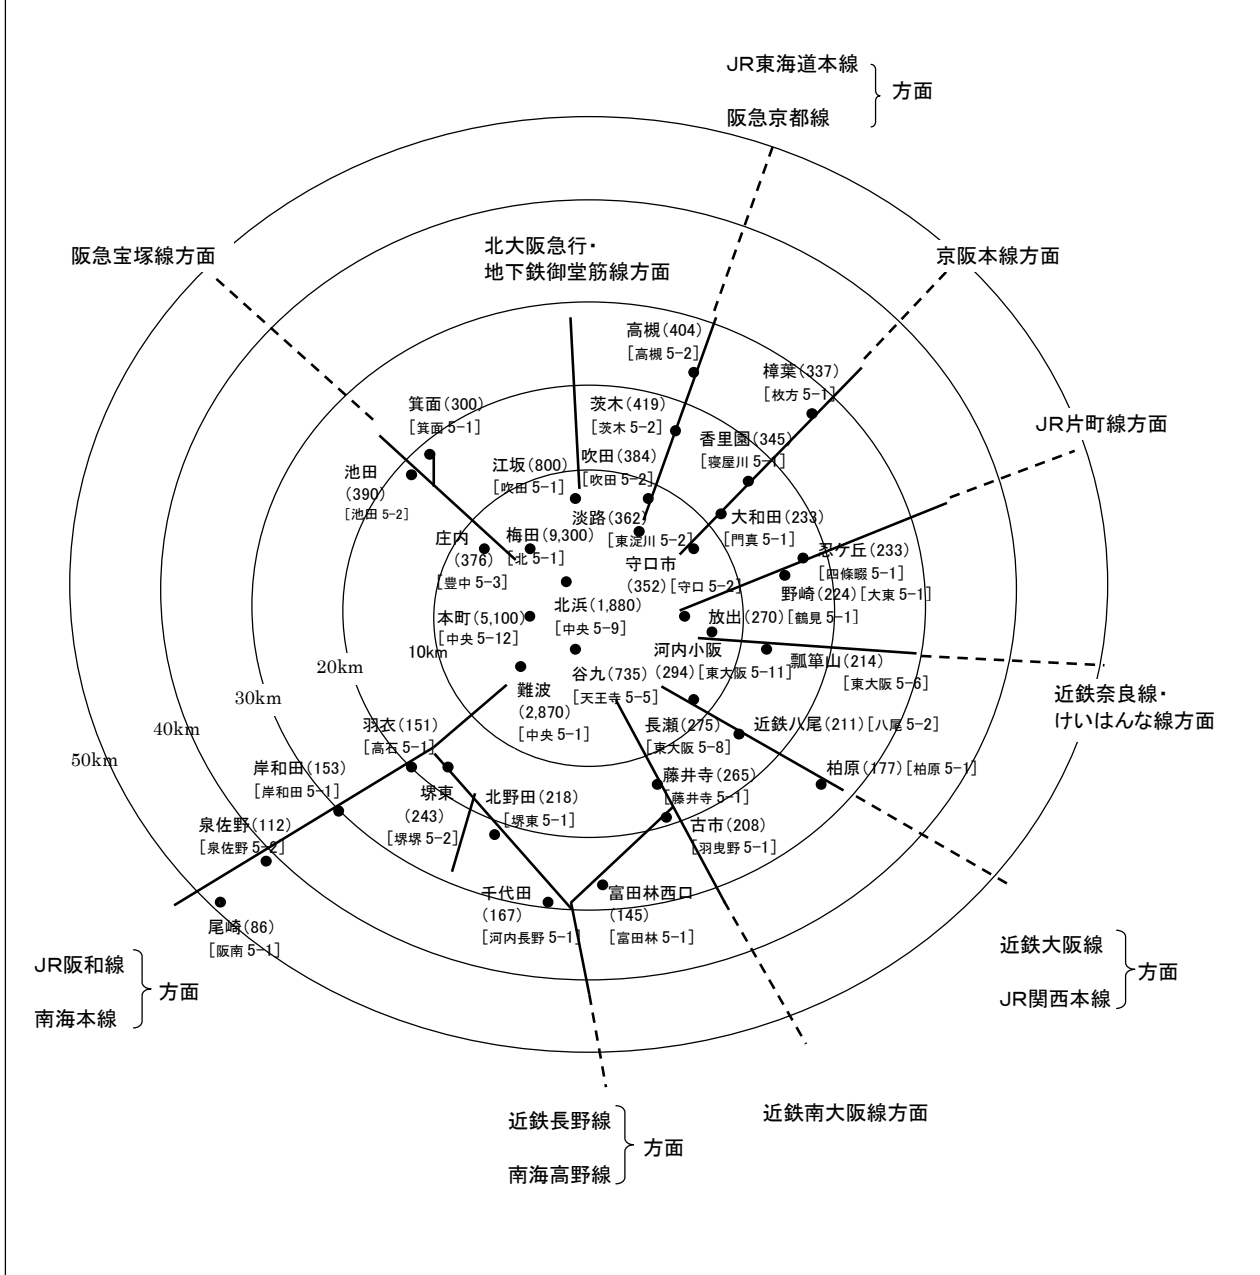 JR東海道本線
阪急京都線
方面
阪急宝塚線方面
北大阪急行・
地下鉄御堂筋線方面
京阪本線方面
高槻(404)
[高槻 5-2]
樟葉(337)
[枚方 5-1]
箕面(300)
[箕面 5-1]
茨木(419)
[茨木 5-2]
JR片町線方面
香里園(345)
[寝屋川 5-1]
池田
(390)
[池田 5-2]
江坂(800)
[吹田 5-1]
吹田(384)
[吹田 5-2]
淡路(362)
[東淀川 5-2]
大和田(233)
[門真 5-1]
庄内
(376)
[豊中 5-3]
梅田(9,300)
[北 5-1]
守口市
(352)[守口 5-2]
忍ケ丘(233)
[四條畷 5-1]
野崎(224)[大東 5-1]
北浜(1,880)
[中央 5-9]
本町(5,100)
[中央 5-12]
放出(270)[鶴見 5-1]
10km
20km
30km
40km
50km
河内小阪
(294)[東大阪 5-11]
瓢箪山(214)
[東大阪 5-6]
谷九(735)
[天王寺 5-5]
難波
(2,870)
[中央 5-1]
近鉄奈良線・
けいはんな線方面
羽衣(151)
[高石 5-1]
長瀬(275)
[東大阪 5-8]
近鉄八尾(211)[八尾 5-2]
岸和田(153)
[岸和田 5-1]
藤井寺(265)
[藤井寺 5-1]
柏原(177)[柏原 5-1]
堺東
(243)
[堺堺 5-2]
北野田(218)
[堺東 5-1]
泉佐野(112)
[泉佐野 5-2]
古市(208)
[羽曳野 5-1]
千代田
(167)
[河内長野 5-1]
富田林西口
(145)
[富田林 5-1]
尾崎(86)
[阪南 5-1]
JR阪和線
南海本線
方面
近鉄大阪線
JR関西本線
方面
近鉄南大阪線方面
近鉄長野線
南海高野線
方面